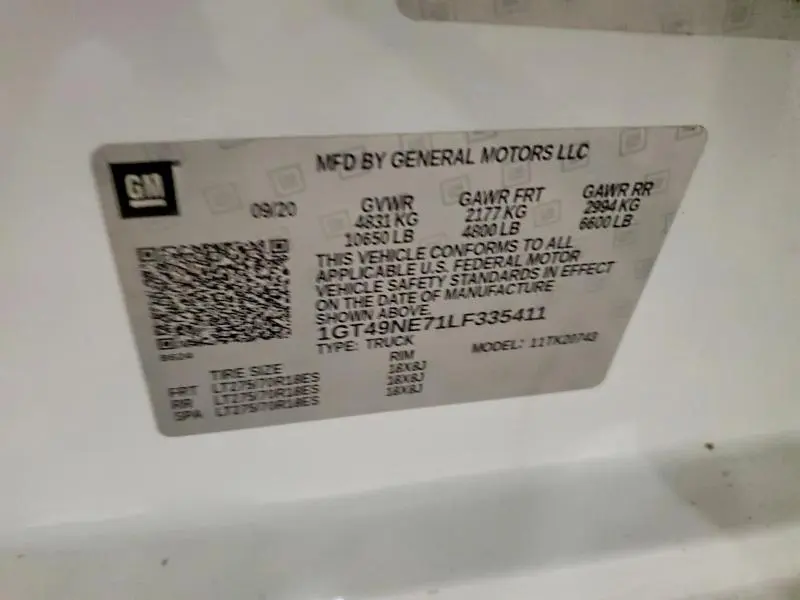 GM
MFD BY GENERAL MOTORS LLC
09/20
GVWR GAWR FRT GAWR RR
4831 KG 2177 KG 2994 KG
10650 LB 4800 LB 6600 LB
THIS VEHICLE CONFORMS TO ALL
APPLICABLE U.S. FEDERAL MOTOR
VEHICLE SAFETY STANDARDS IN EFFECT
ON THE DATE OF MANUFACTURE
SHOWN ABOVE.
1GT49NE71LF335411
TYPE: TRUCK MODEL: 11TK20743
TIRE SIZE RIM
FRT LT275/70R18ES 18X8J
RR LT275/70R18ES 18X8J
SPA LT275/70R18ES 18X8J